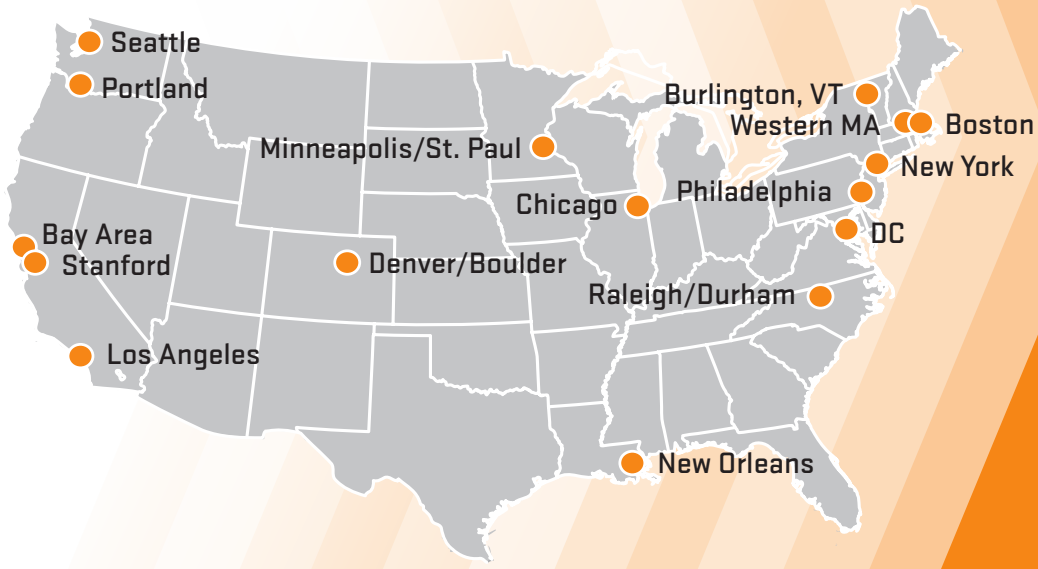 Seattle
Portland
Burlington, VT
Western MA
Boston
Minneapolis/St. Paul
New York
Philadelphia
Chicago
DC
Bay Area
Stanford
Denver/Boulder
Raleigh/Durham
Los Angeles
New Orleans